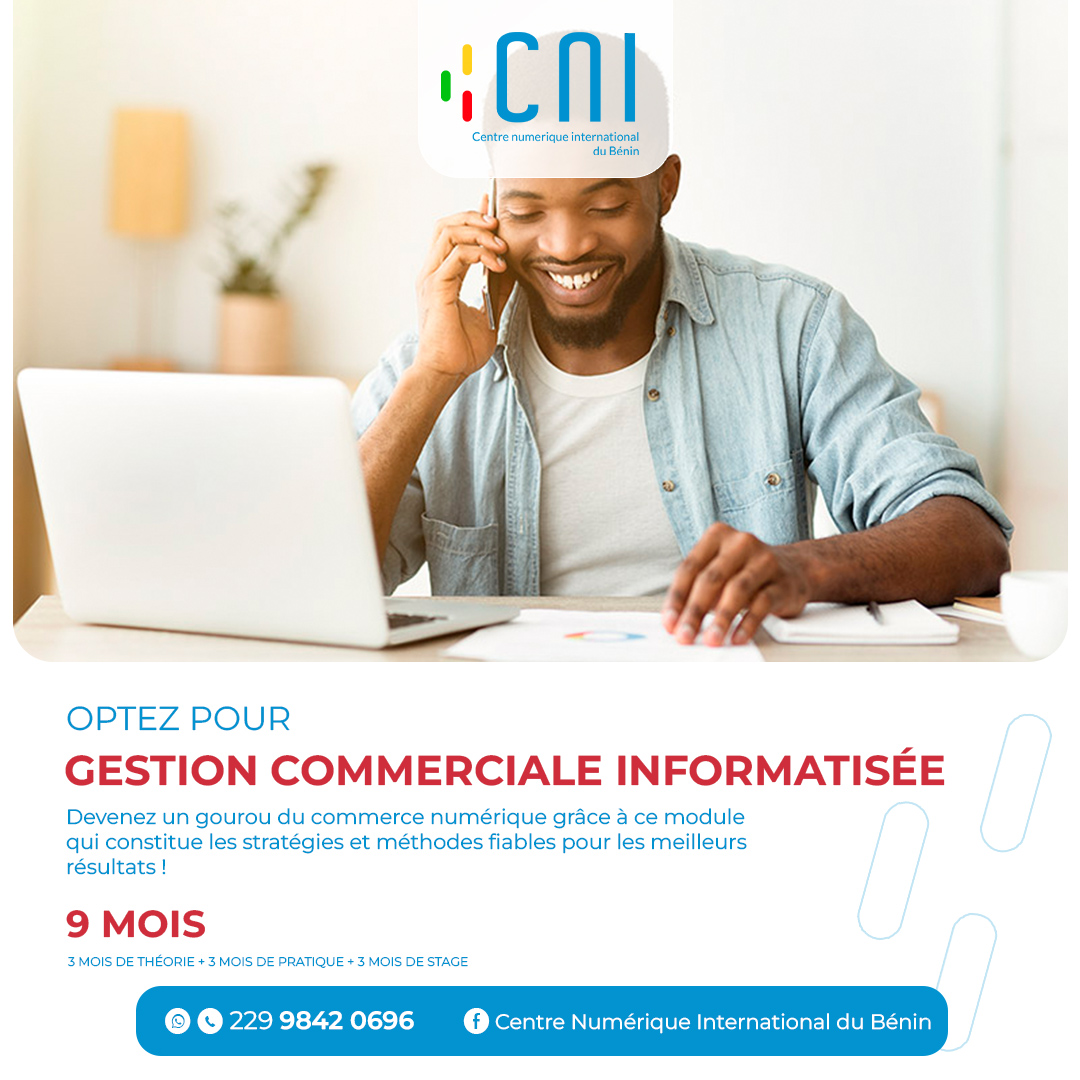 CNI
Centre numerique international
du Bénin
OPTEZ POUR
GESTION COMMERCIALE INFORMATISÉE
Devenez un gourou du commerce numérique grâce à ce module
qui constitue les stratégies et méthodes fiables pour les meilleurs
résultats !
9 MOIS
3 MOIS DE THÉORIE + 3 MOIS DE PRATIQUE + 3 MOIS DE STAGE
229 9842 0696
Centre Numérique International du Bénin